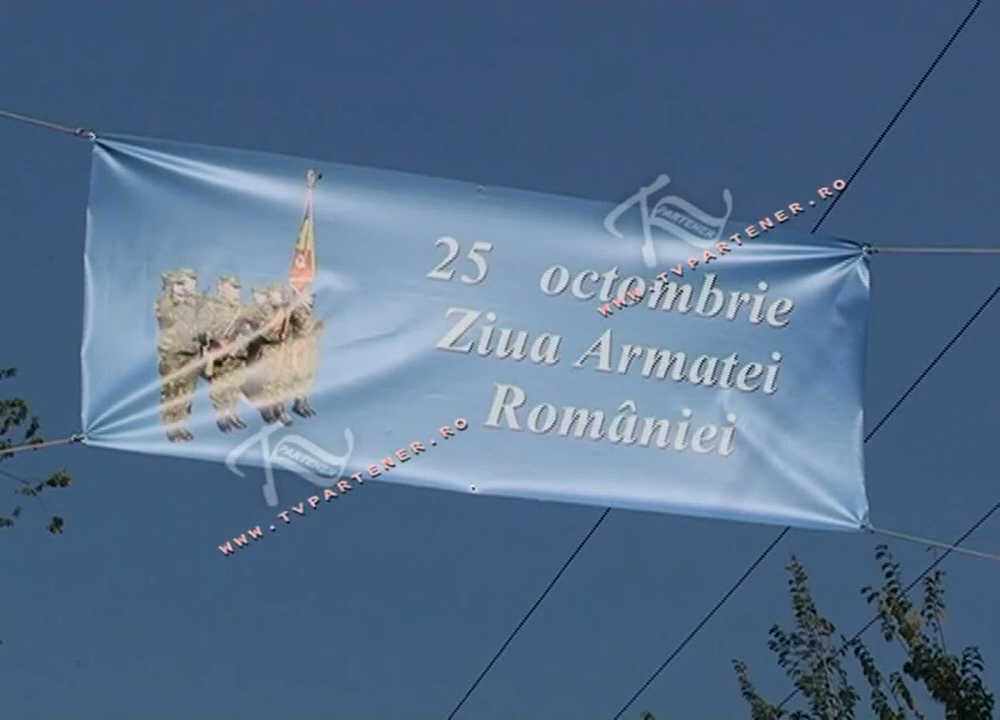 25 octombrie
Ziua Armatei
României
PARTENER
WWW.TVPARTENER.RO
PARTENER
WWW.TVPARTENER.RO